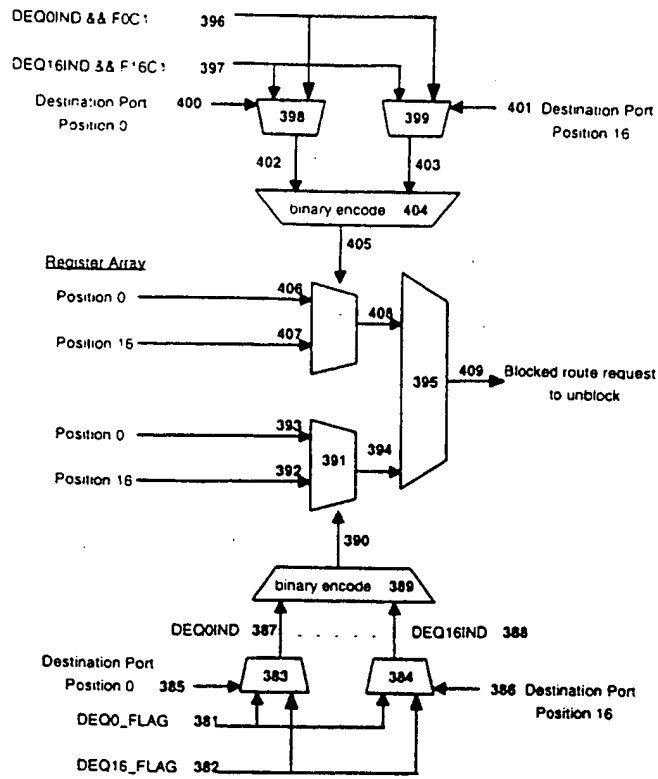 DEQ0IND && F0C1 396
DEQ16IND && F16C1 397
Destination Port 400
Position 0
398
399
401 Destination Port
Position 16
402
403
binary encode 404
405
Register Array
Position 0 406
Position 16 407
408
395
409 Blocked route request
to unblock
Position 0 393
Position 16 392
391
394
390
binary encode 389
DEQ0IND 387 . . . . . . DEQ16IND 388
Destination Port
Position 0 385
383
384
386 Destination Port
Position 16
DEQ0_FLAG 381
DEQ16_FLAG 382